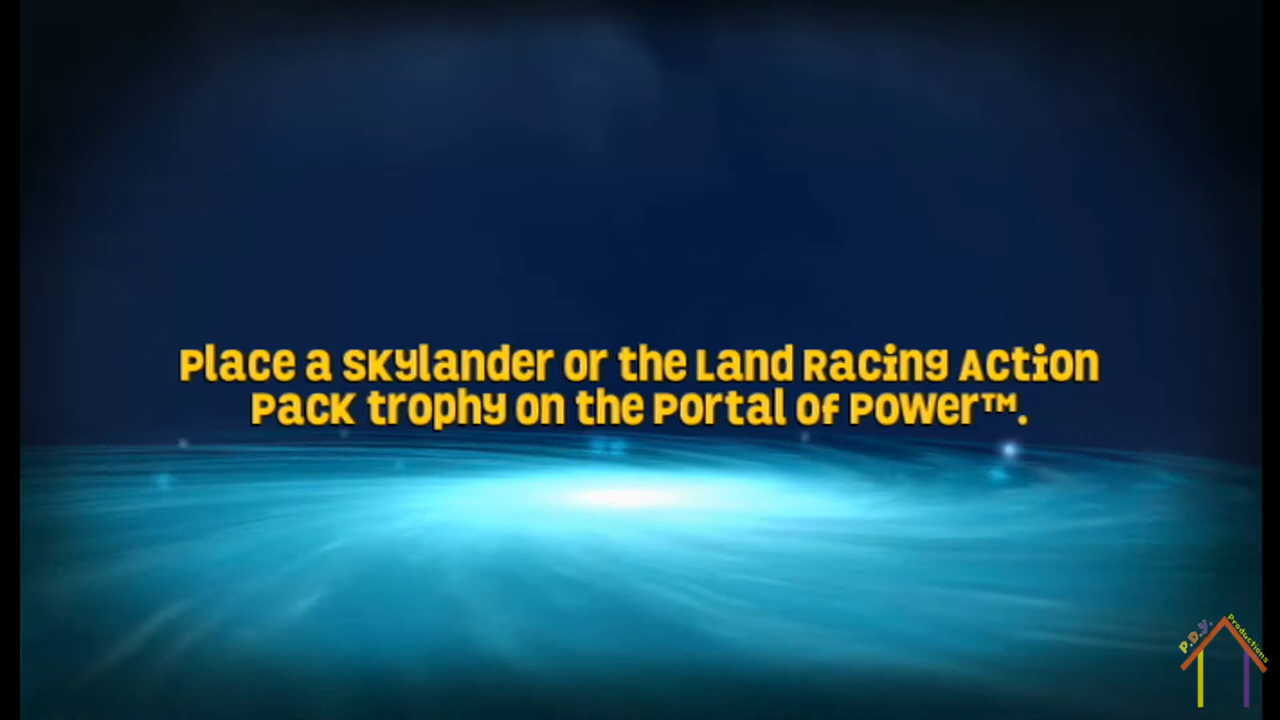 Place a Skylander or the Land Racing Action
Pack trophy on the Portal of Power™.
P.D.Y. Productions